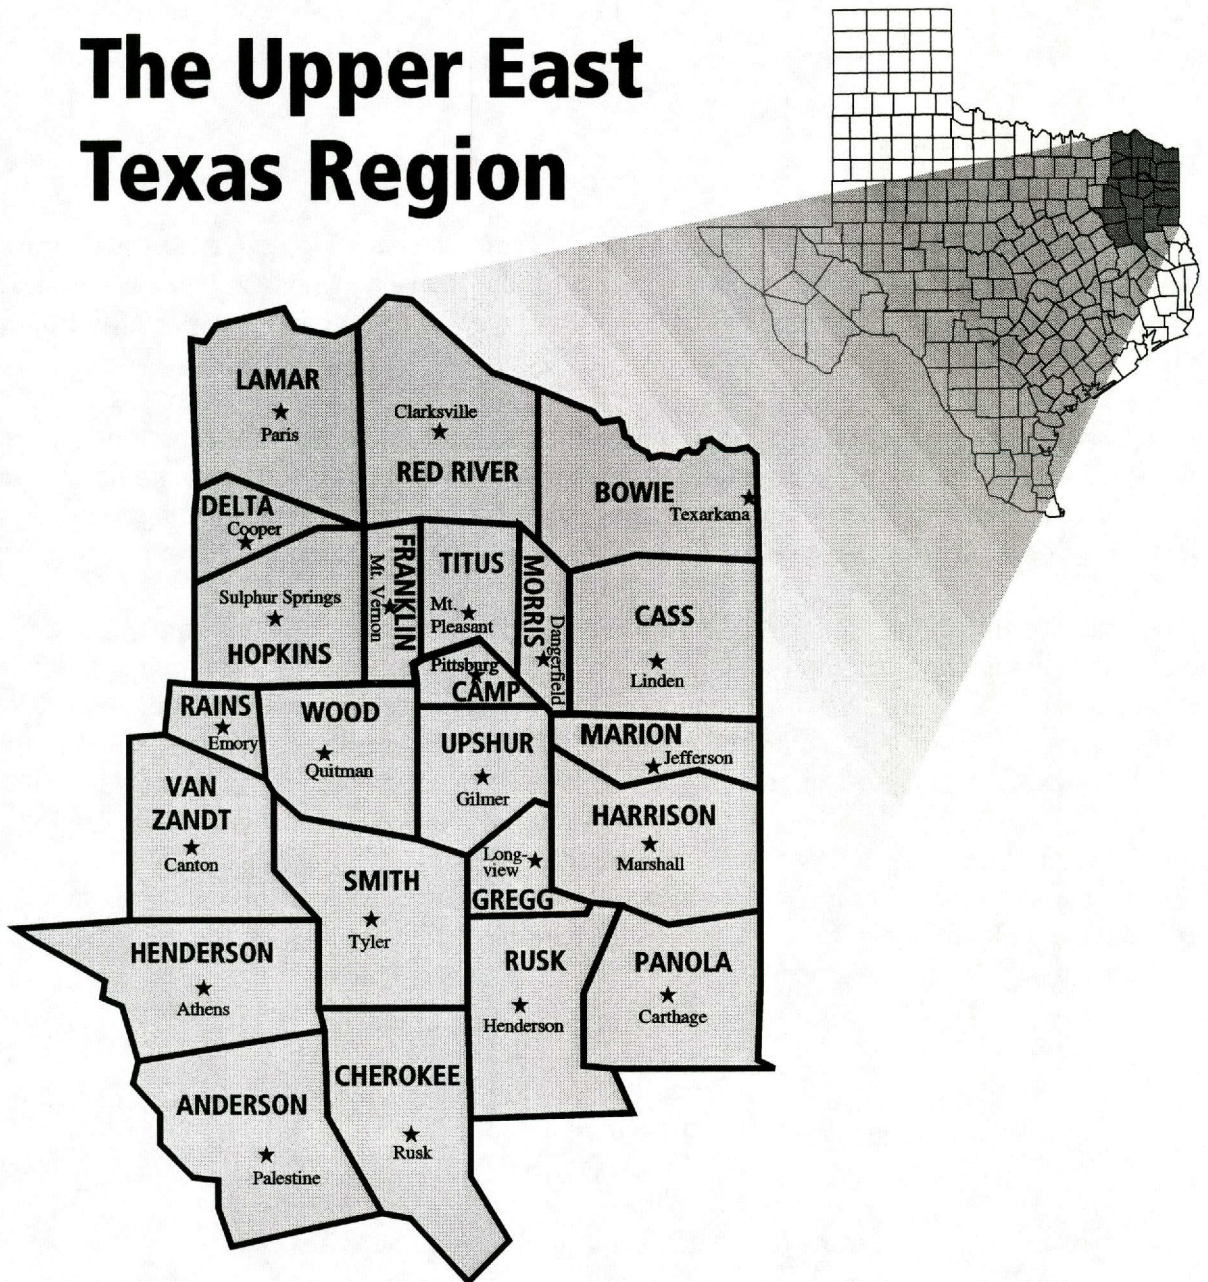 The Upper East
Texas Region
LAMAR
Paris
Clarksville
RED RIVER
BOWIE
Texarkana
DELTA
Cooper
Sulphur Springs
HOPKINS
FRANKLIN
Mt. Vernon
TITUS
Mt.
Pleasant
MORRIS
Dangerfield
CASS
Linden
Pittsburg
CAMP
RAINS
Emory
WOOD
Quitman
UPSHUR
Gilmer
MARION
Jefferson
VAN
ZANDT
Canton
HARRISON
Marshall
SMITH
Tyler
Long-
view
GREGG
HENDERSON
Athens
RUSK
Henderson
PANOLA
Carthage
ANDERSON
Palestine
CHEROKEE
Rusk